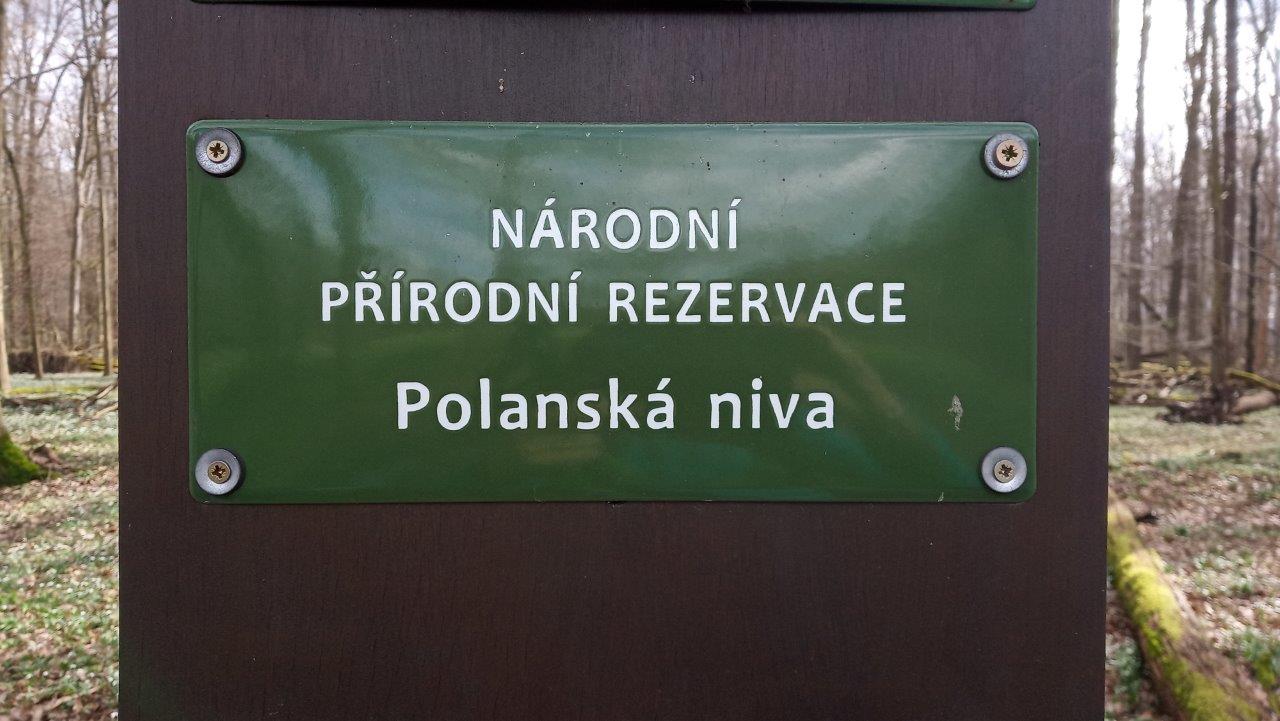 NÁRODNÍ
PŘÍRODNÍ REZERVACE
Polanská niva